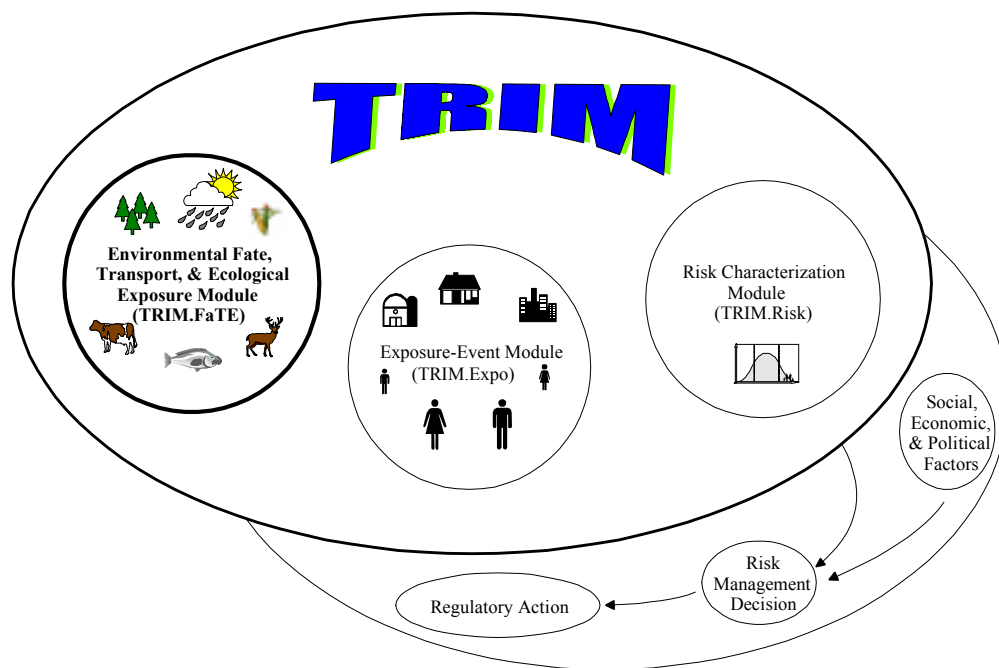 TRIM
Environmental Fate,
Transport, & Ecological
Exposure Module
(TRIM.FaTE)
Exposure-Event Module
(TRIM.Expo)
Risk Characterization
Module
(TRIM.Risk)
Social,
Economic,
& Political
Factors
Risk
Management
Decision
Regulatory Action